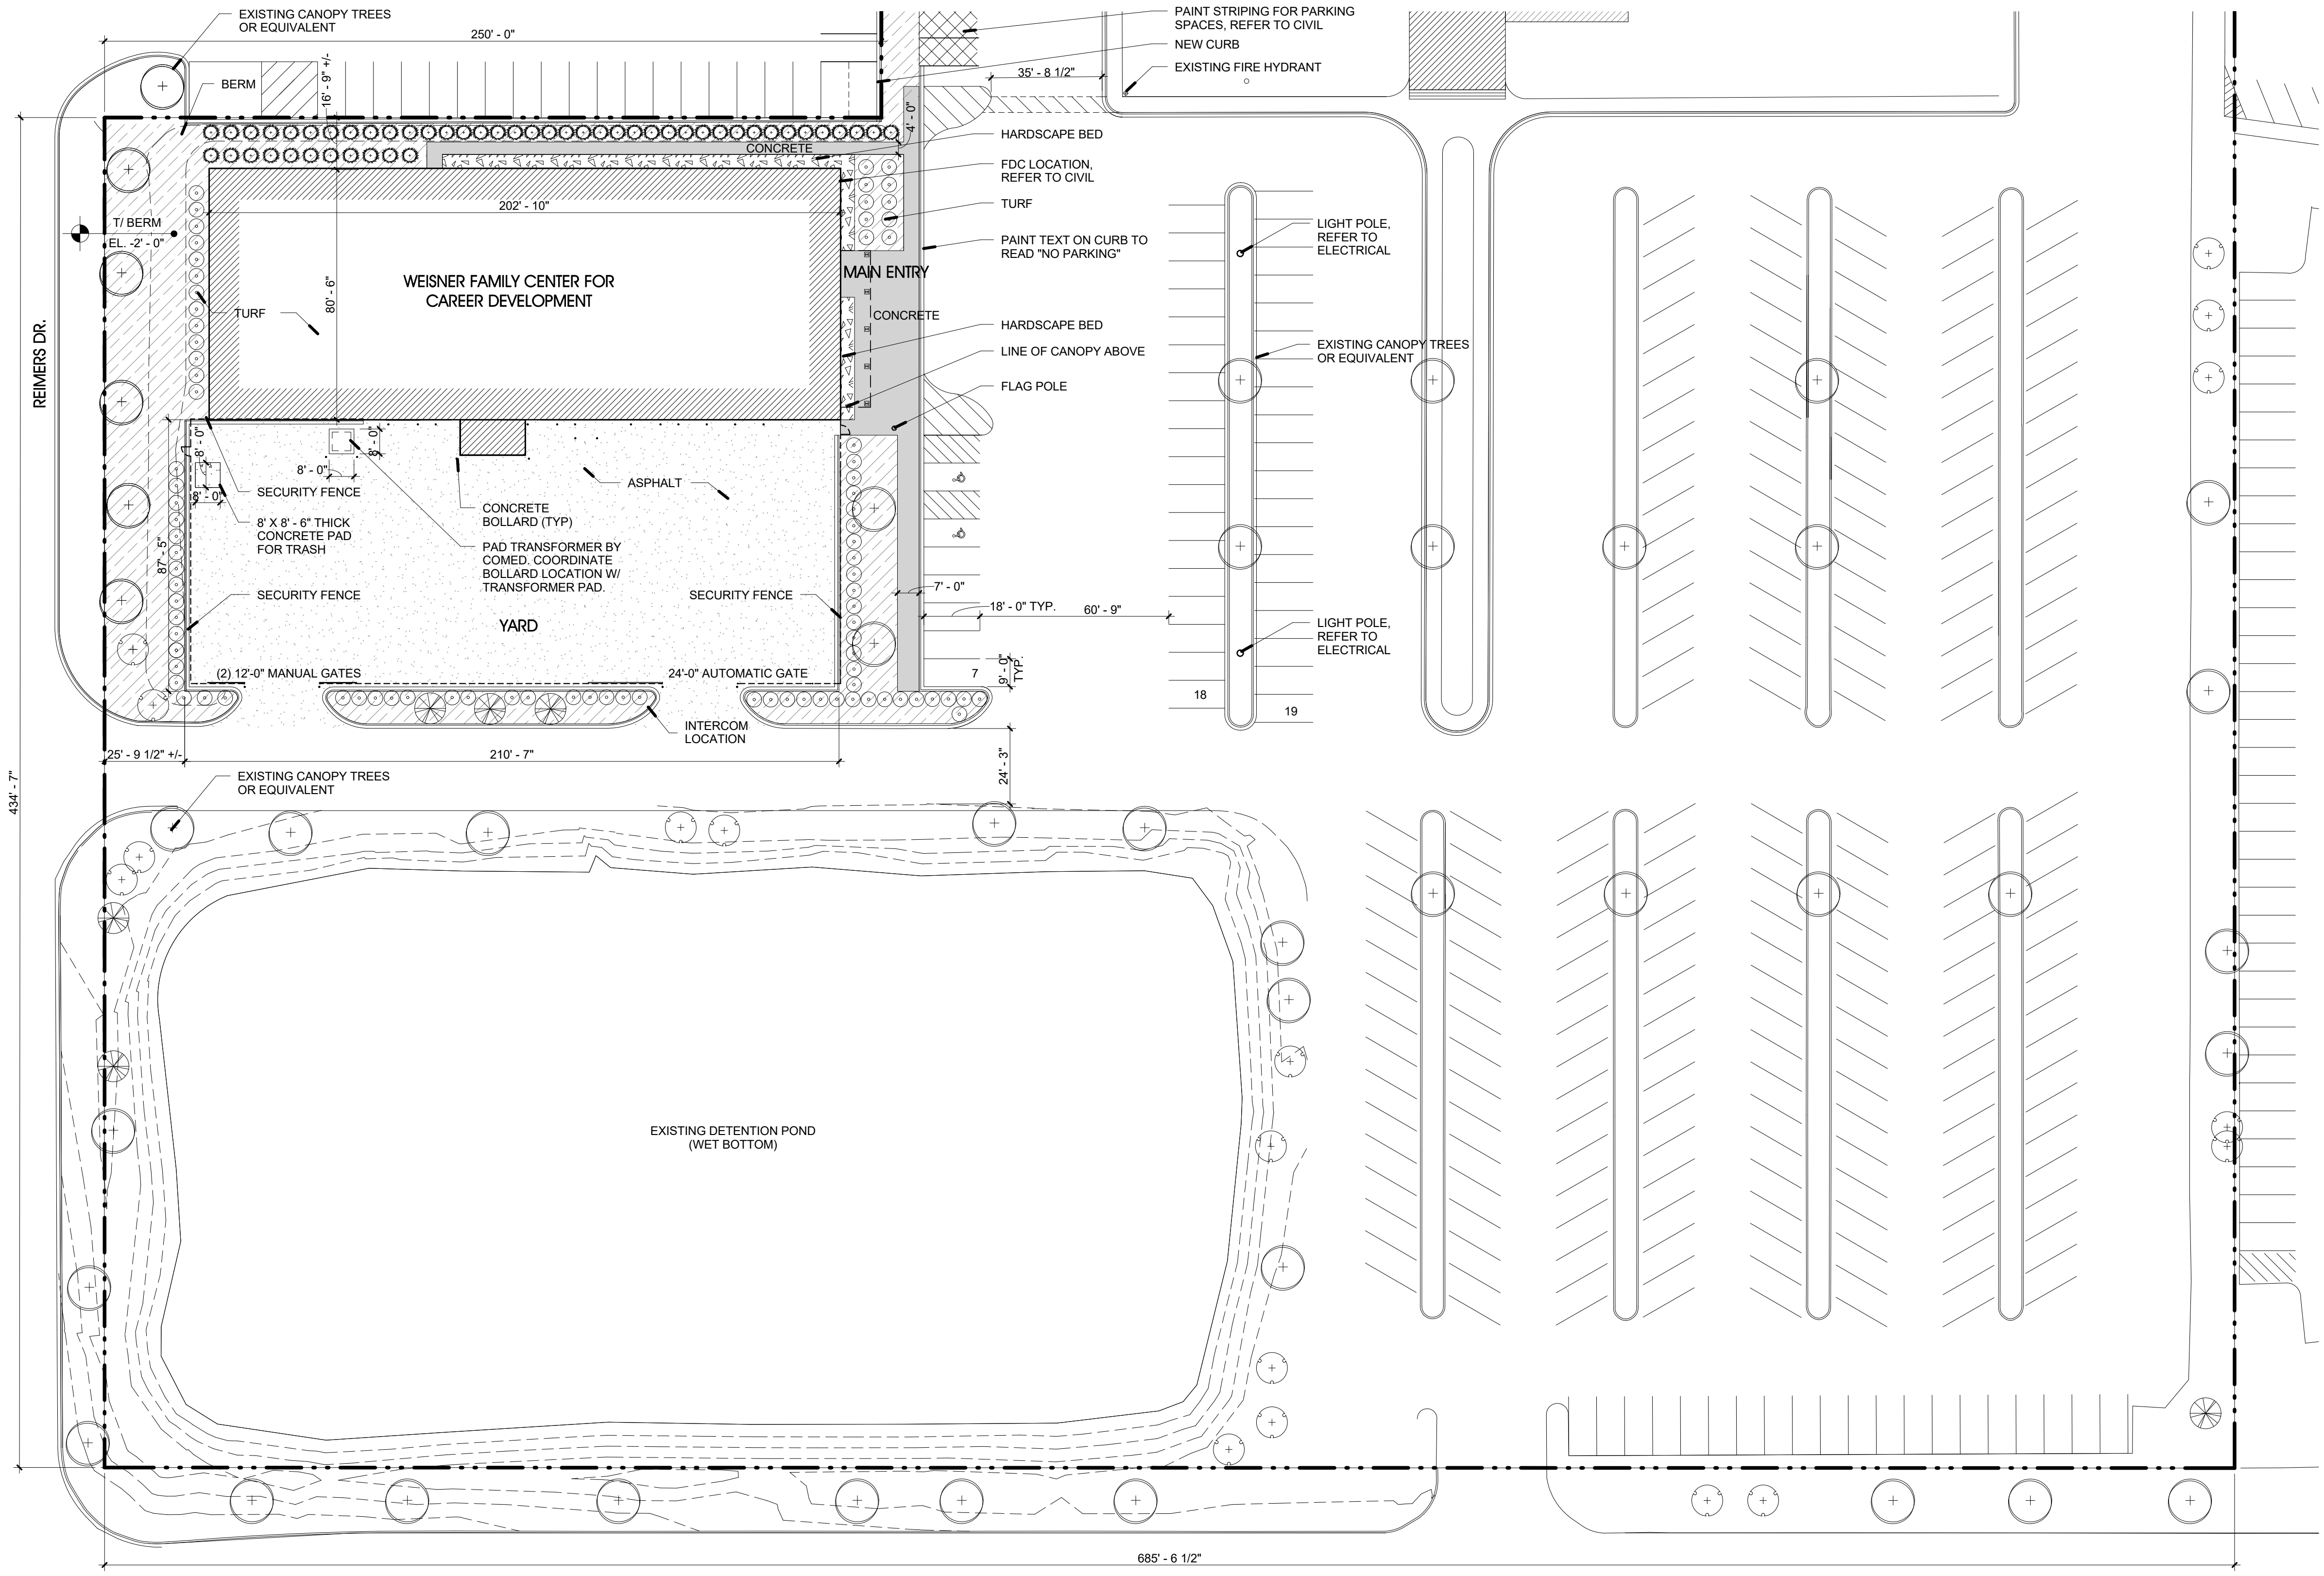 EXISTING CANOPY TREES
OR EQUIVALENT
250' - 0"
PAINT STRIPING FOR PARKING
SPACES, REFER TO CIVIL
NEW CURB
EXISTING FIRE HYDRANT
BERM
16' - 9" +/-
35' - 8 1/2"
4' - 0"
HARDSCAPE BED
CONCRETE
FDC LOCATION,
REFER TO CIVIL
202' - 10"
TURF
T/ BERM
EL. -2' - 0"
PAINT TEXT ON CURB TO
READ "NO PARKING"
LIGHT POLE,
REFER TO
ELECTRICAL
MAIN ENTRY
WEISNER FAMILY CENTER FOR
CAREER DEVELOPMENT
80' - 6"
TURF
CONCRETE
HARDSCAPE BED
LINE OF CANOPY ABOVE
EXISTING CANOPY TREES
OR EQUIVALENT
REIMERS DR.
FLAG POLE
8' - 0"
8' - 0"
8' - 0"
8' - 0"
SECURITY FENCE
ASPHALT
CONCRETE
BOLLARD (TYP)
8' X 8' - 6" THICK
CONCRETE PAD
FOR TRASH
87' - 5"
PAD TRANSFORMER BY
COMED. COORDINATE
BOLLARD LOCATION W/
TRANSFORMER PAD.
SECURITY FENCE
SECURITY FENCE
7' - 0"
18' - 0" TYP.
60' - 9"
YARD
LIGHT POLE,
REFER TO
ELECTRICAL
(2) 12'-0" MANUAL GATES
24'-0" AUTOMATIC GATE
7
9' - 0"
TYP.
18
19
INTERCOM
LOCATION
25' - 9 1/2" +/-
210' - 7"
24' - 3"
434' - 7"
EXISTING CANOPY TREES
OR EQUIVALENT
EXISTING DETENTION POND
(WET BOTTOM)
685' - 6 1/2"